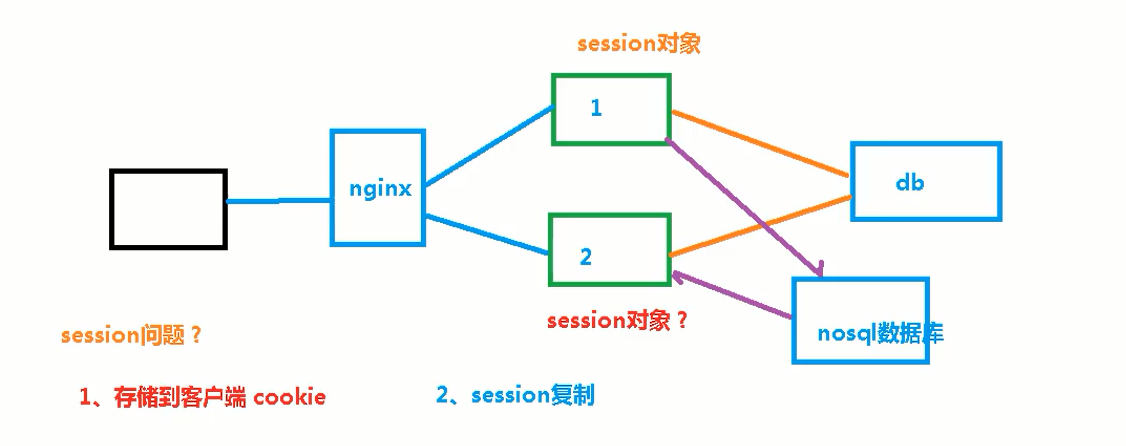 session对象
1
nginx
db
2
session对象？
nosql数据库
session问题？
1、存储到客户端 cookie
2、session复制